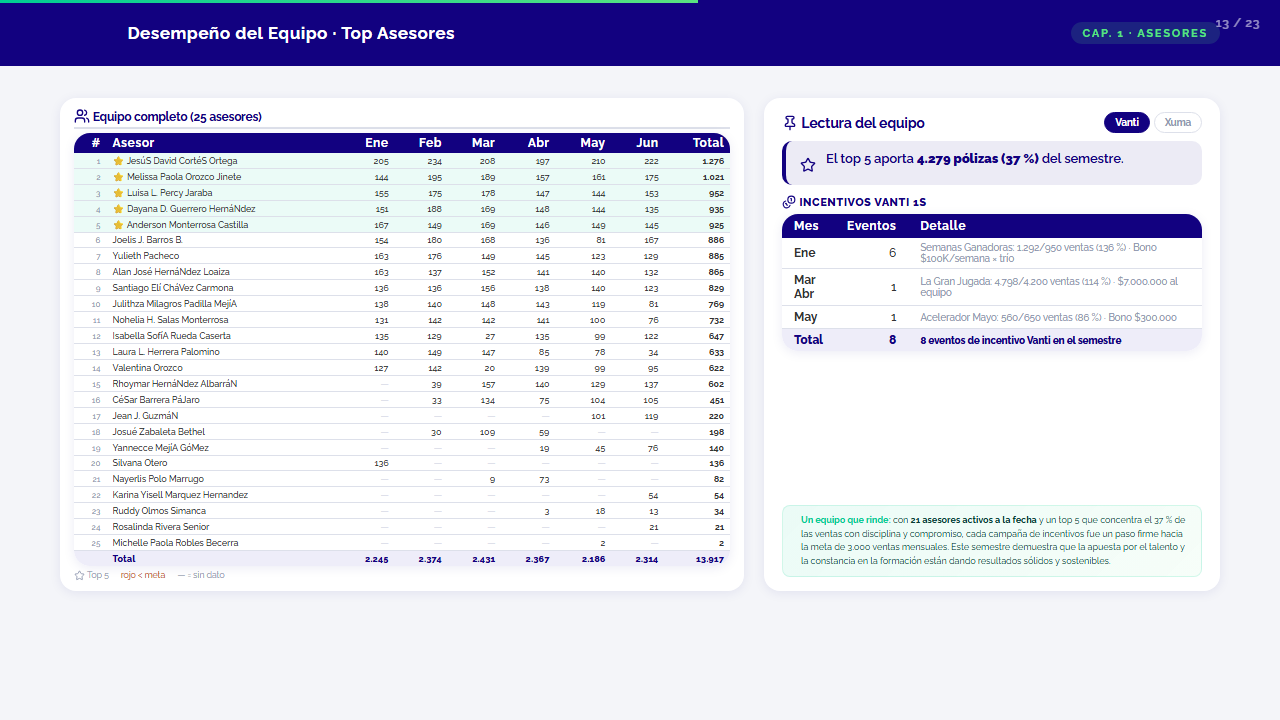 Desempeño del Equipo · Top Asesores
CAP. 1 · ASESORES
13 / 23
Equipo completo (25 asesores)
# Asesor Ene Feb Mar Abr May Jun Total
1 JesúS David CortéS Ortega 205 234 208 197 210 222 1.276
2 Melissa Paola Orozco Jinete 144 195 189 157 161 175 1.021
3 Luisa L. Percy Jaraba 155 175 178 147 144 153 952
4 Dayana D. Guerrero HernáNdez 151 188 169 148 144 135 935
5 Anderson Monterrosa Castilla 167 149 169 146 149 145 925
6 Joelis J. Barros B. 154 180 168 136 81 167 886
7 Yulieth Pacheco 163 176 149 145 123 129 885
8 Alan José HernáNdez Loaiza 163 137 152 141 140 132 865
9 Santiago Elí CháVez Carmona 136 136 156 138 140 123 829
10 Julithza Milagros Padilla MejíA 138 140 148 143 119 81 769
11 Nohelia H. Salas Monterrosa 131 142 142 141 100 76 732
12 Isabella SofíA Rueda Caserta 135 129 27 135 99 122 647
13 Laura L. Herrera Palomino 140 149 147 85 78 34 633
14 Valentina Orozco 127 142 20 139 99 95 622
15 Rhoymar HernáNdez AlbarráN — 39 157 140 129 137 602
16 CéSar Barrera PáJaro — 33 134 75 104 105 451
17 Jean J. GuzmáN — — — — 101 119 220
18 Josué Zabaleta Bethel — 30 109 59 — — 198
19 Yannecce MejíA GóMez — — — 19 45 76 140
20 Silvana Otero 136 — — — — — 136
21 Nayerlis Polo Marrugo — — 9 73 — — 82
22 Karina Yisell Marquez Hernandez — — — — — 54 54
23 Ruddy Olmos Simanca — — — 3 18 13 34
24 Rosalinda Rivera Senior — — — — — 21 21
25 Michelle Paola Robles Becerra — — — — 2 — 2
Total 2.245 2.374 2.431 2.367 2.186 2.314 13.917
Top 5 rojo < meta — = sin dato
Lectura del equipo
Vanti Xuma
El top 5 aporta 4.279 pólizas (37 %) del semestre.
INCENTIVOS VANTI 1S
Mes Eventos Detalle
Ene 6 Semanas Ganadoras: 1.292/950 ventas (136 %) · Bono
$100K/semana × trío
Mar
Abr 1 La Gran Jugada: 4.798/4.200 ventas (114 %) · $7.000.000 al
equipo
May 1 Acelerador Mayo: 560/650 ventas (86 %) · Bono $300.000
Total 8 8 eventos de incentivo Vanti en el semestre
Un equipo que rinde: con 21 asesores activos a la fecha y un top 5 que concentra el 37 % de
las ventas con disciplina y compromiso, cada campaña de incentivos fue un paso firme hacia
la meta de 3.000 ventas mensuales. Este semestre demuestra que la apuesta por el talento y
la constancia en la formación están dando resultados sólidos y sostenibles.